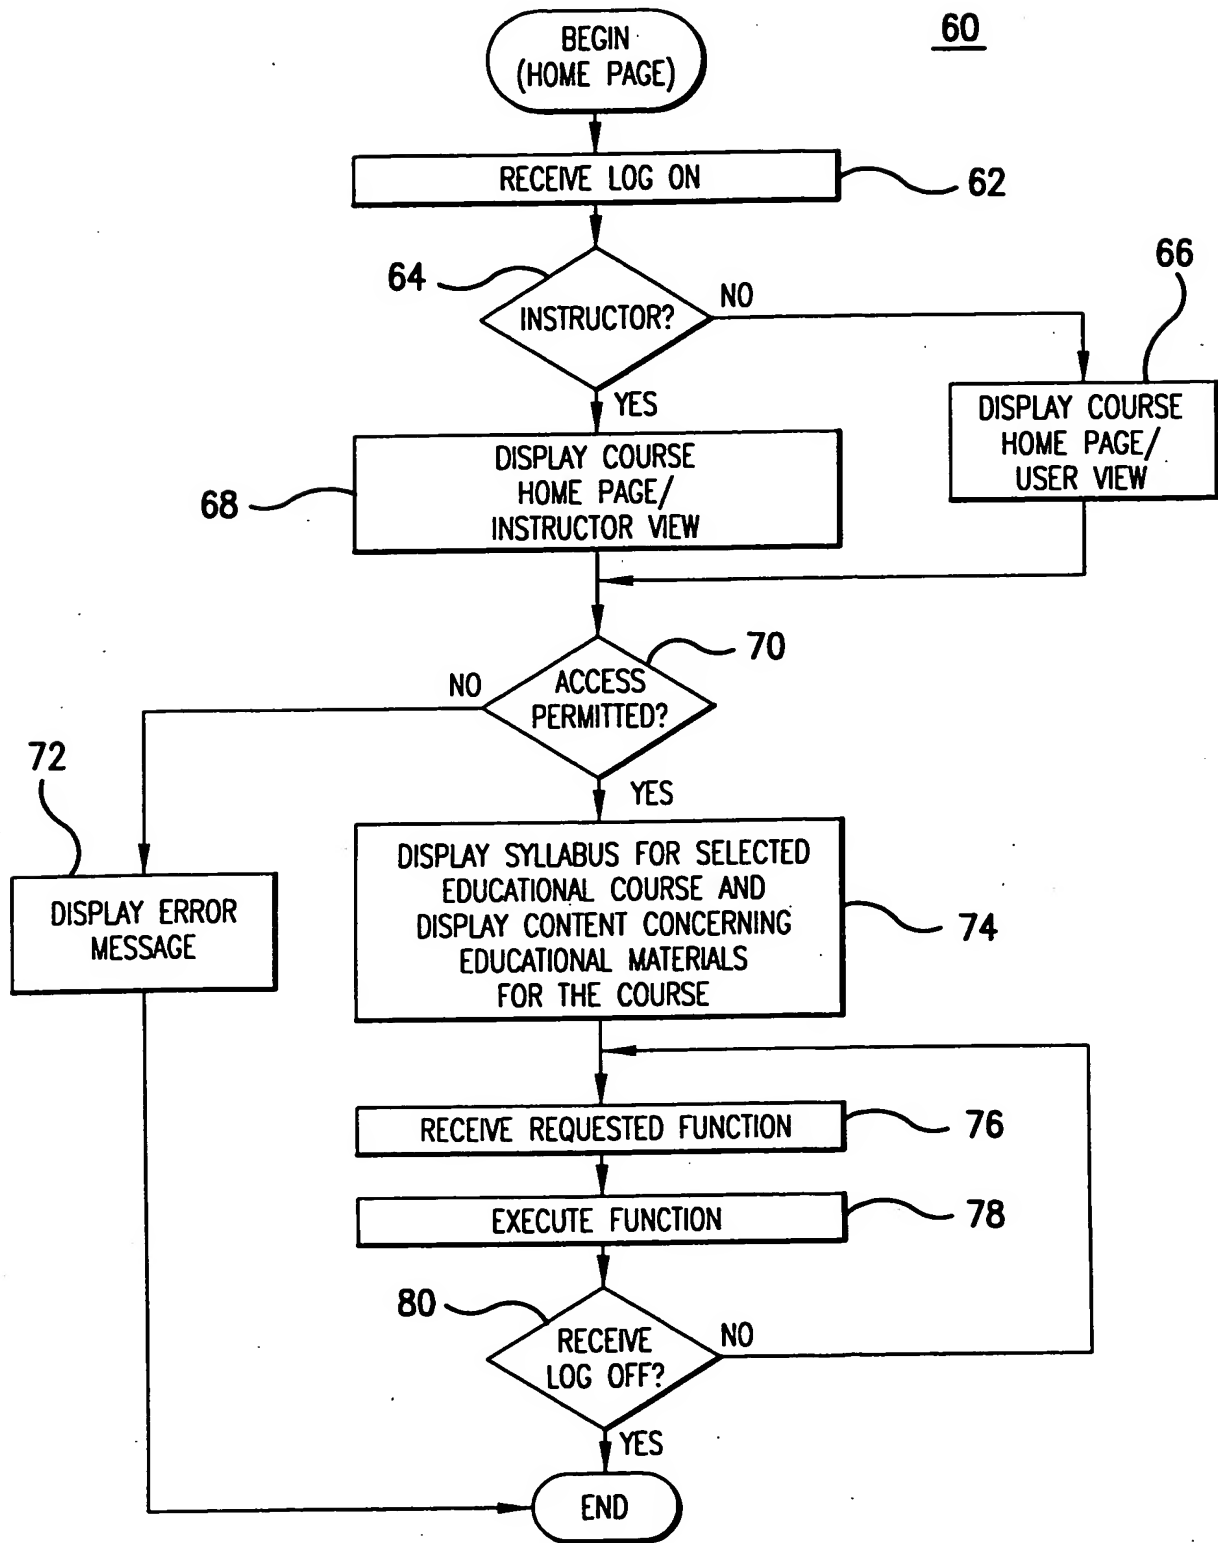 60
BEGIN
(HOME PAGE)
RECEIVE LOG ON
62
64
INSTRUCTOR?
NO
66
YES
DISPLAY COURSE
HOME PAGE/
USER VIEW
DISPLAY COURSE
HOME PAGE/
INSTRUCTOR VIEW
68
70
ACCESS
PERMITTED?
NO
YES
72
DISPLAY ERROR
MESSAGE
DISPLAY SYLLABUS FOR SELECTED
EDUCATIONAL COURSE AND
DISPLAY CONTENT CONCERNING
EDUCATIONAL MATERIALS
FOR THE COURSE
74
RECEIVE REQUESTED FUNCTION
76
EXECUTE FUNCTION
78
80
RECEIVE
LOG OFF?
NO
YES
END